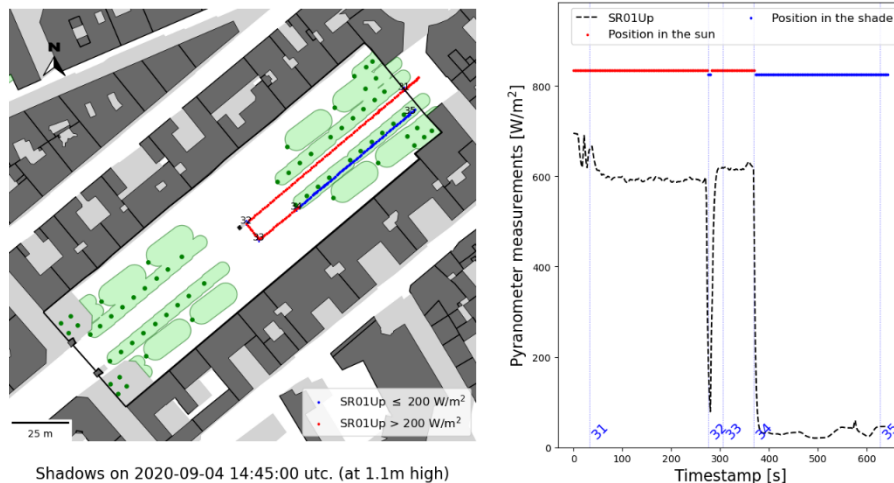 N
31
35
32
33
34
25 m
SR01Up ≤ 200 W/m²
SR01Up > 200 W/m²
Shadows on 2020-09-04 14:45:00 utc. (at 1.1m high)
SR01Up
Position in the sun
Position in the shade
Pyranometer measurements [W/m²]
800
600
400
200
0
31
32
33
34
35
0
100
200
300
400
500
600
Timestamp [s]